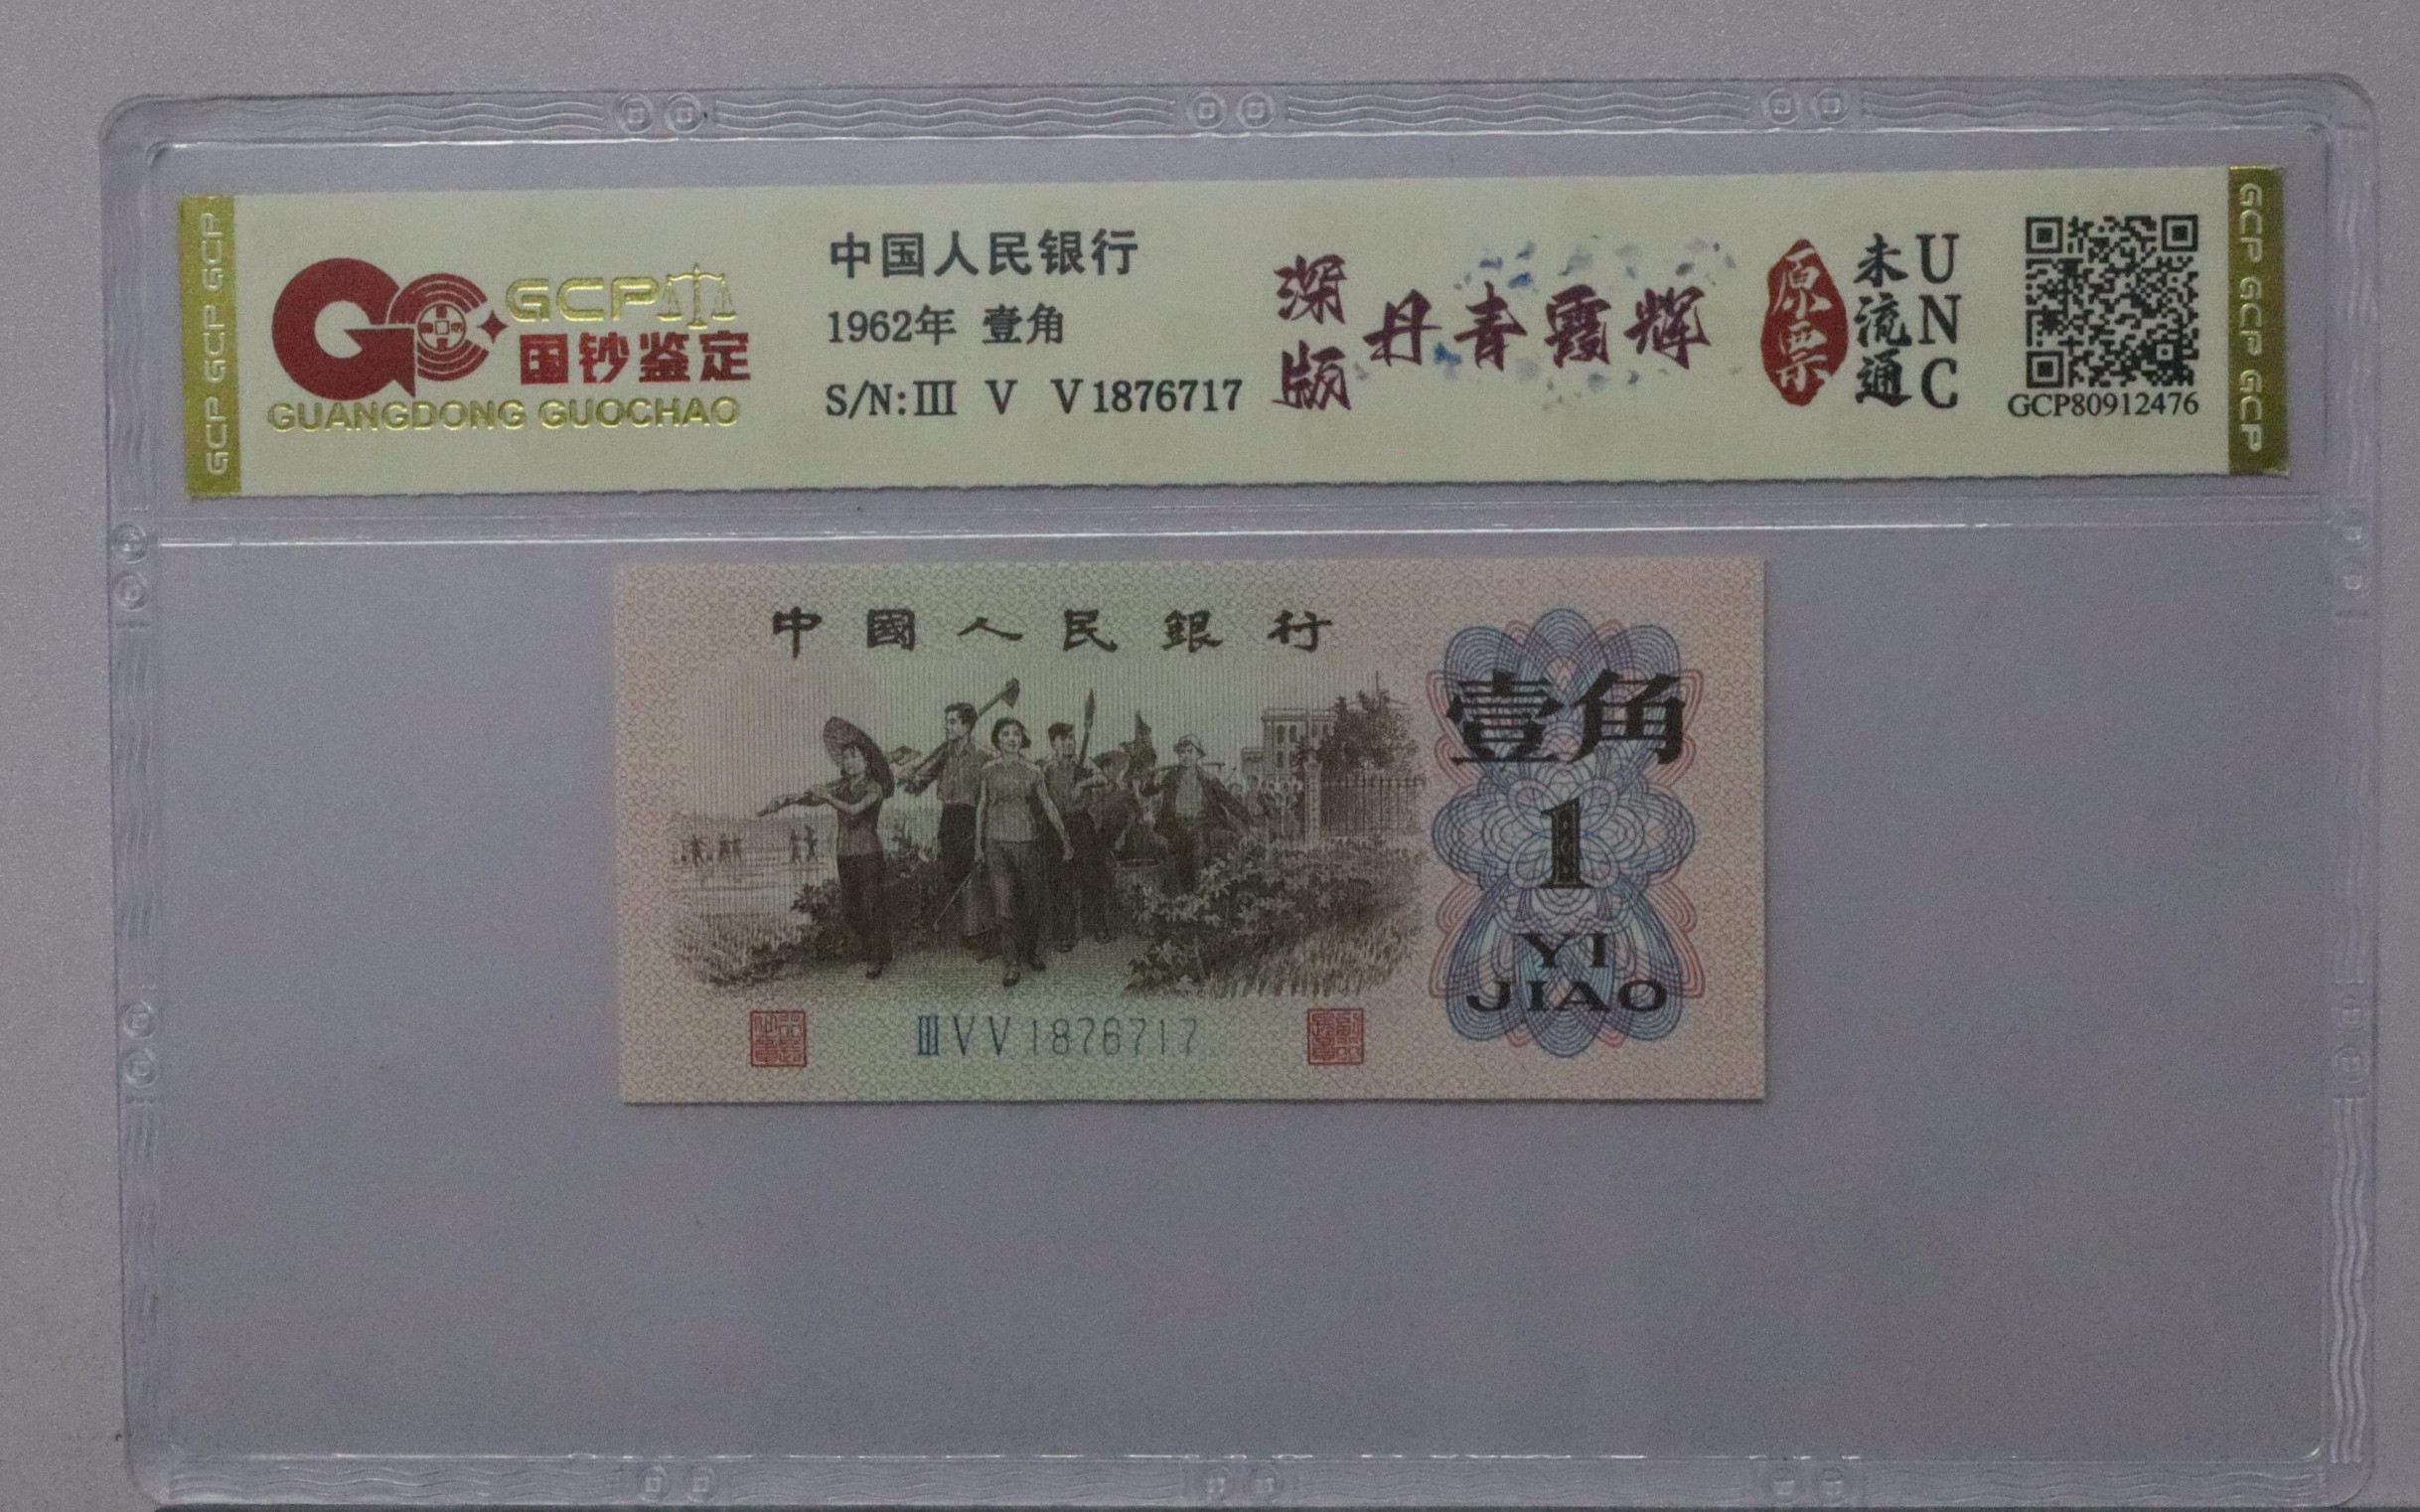 GCP GCP GCP
GCP
国钞鉴定
GUANGDONG GUOCHAO
中国人民银行
1962年 壹角
S/N:Ⅲ V V1876717
深版
丹青霞辉
原票
未流通
UNC
GCP80912476
GCP GCP GCP
中國人民銀行
壹角
1
YI
JIAO
ⅢVV1876717